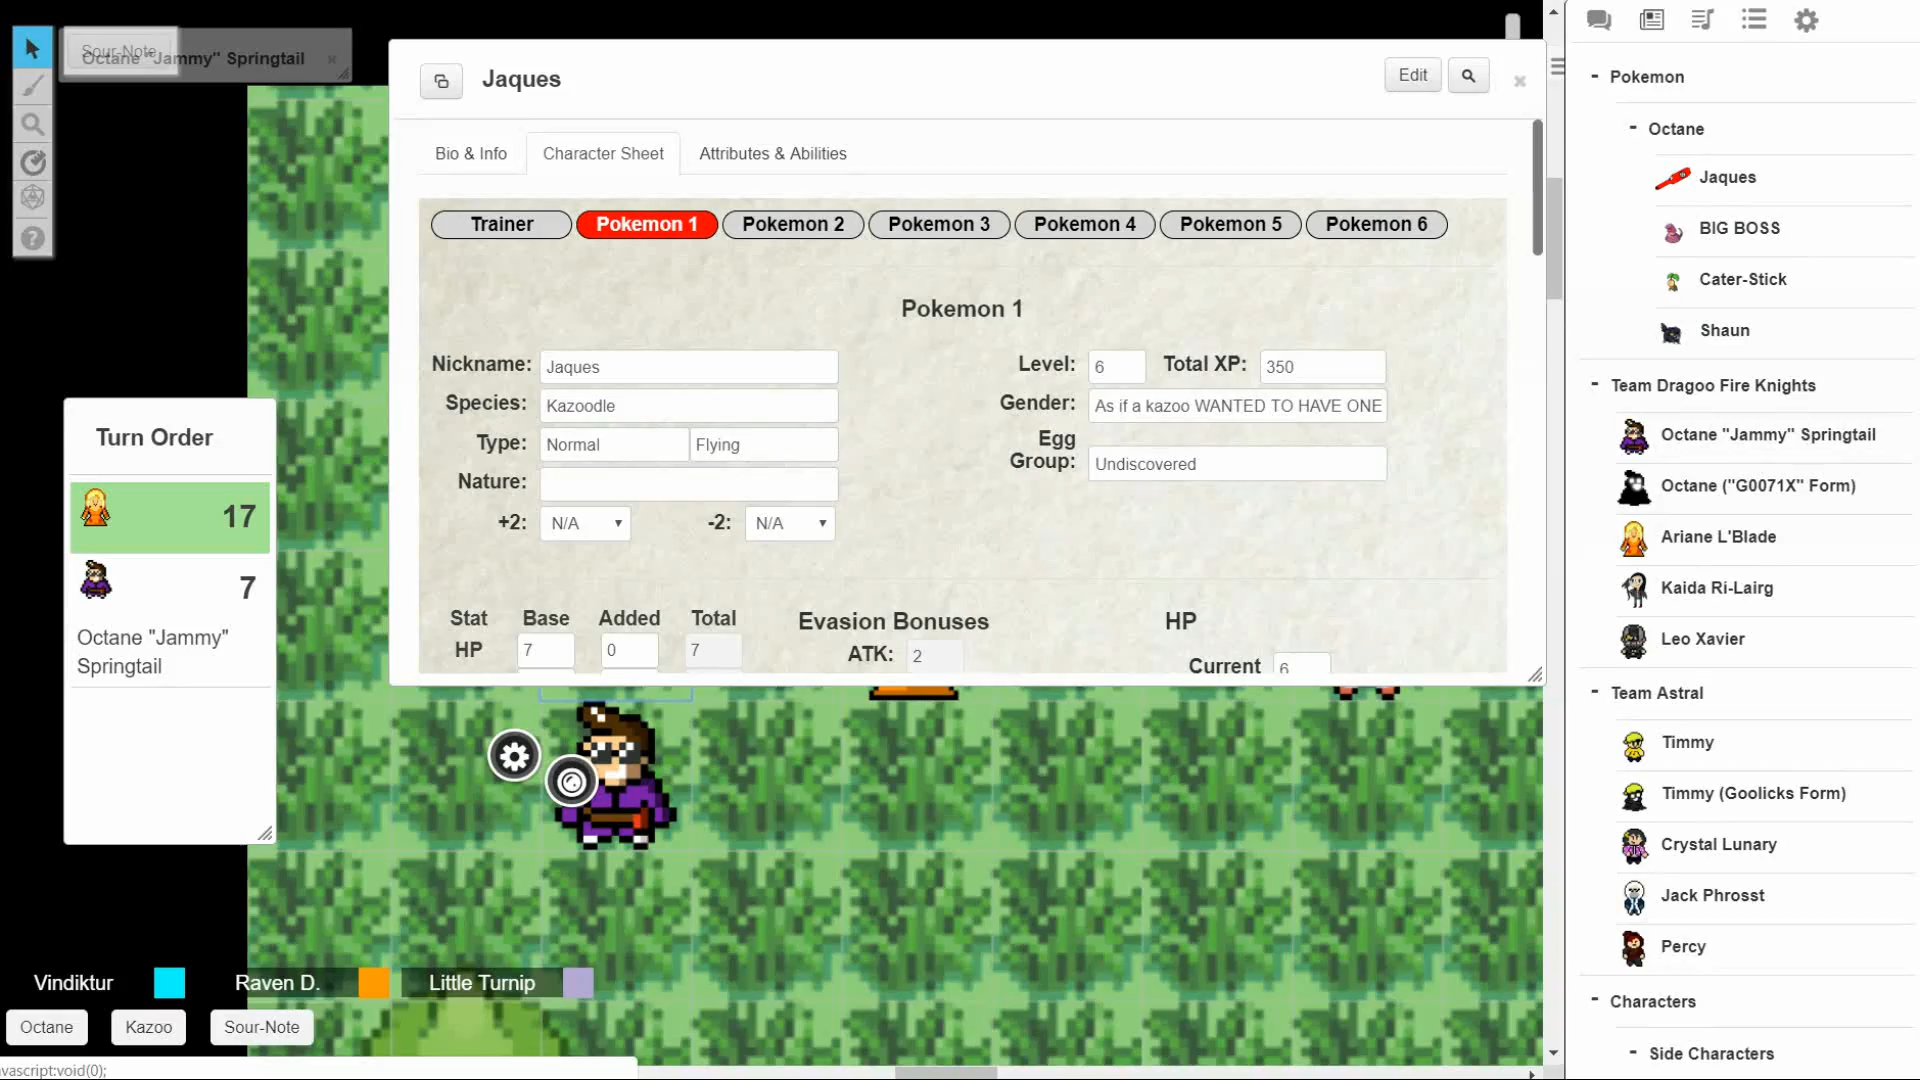 Sour-Note
Octane "Jammy" Springtail ×
Jaques
Edit
×
Bio & Info
Character Sheet
Attributes & Abilities
Trainer
Pokemon 1
Pokemon 2
Pokemon 3
Pokemon 4
Pokemon 5
Pokemon 6
Pokemon 1
Nickname: Jaques
Level: 6
Total XP: 350
Species: Kazoodle
Gender: As if a kazoo WANTED TO HAVE ONE
Type: Normal Flying
Egg
Group: Undiscovered
Nature:
+2: N/A
-2: N/A
Stat Base Added Total
HP 7 0 7
Evasion Bonuses
ATK: 2
HP
Current 6
Turn Order
17
7
Octane "Jammy"
Springtail
Vindiktur
Raven D.
Little Turnip
Octane
Kazoo
Sour-Note
avascript:void(0);
- Pokemon
- Octane
Jaques
BIG BOSS
Cater-Stick
Shaun
- Team Dragoo Fire Knights
Octane "Jammy" Springtail
Octane ("G0071X" Form)
Ariane L'Blade
Kaida Ri-Lairg
Leo Xavier
- Team Astral
Timmy
Timmy (Goolicks Form)
Crystal Lunary
Jack Phrosst
Percy
- Characters
- Side Characters